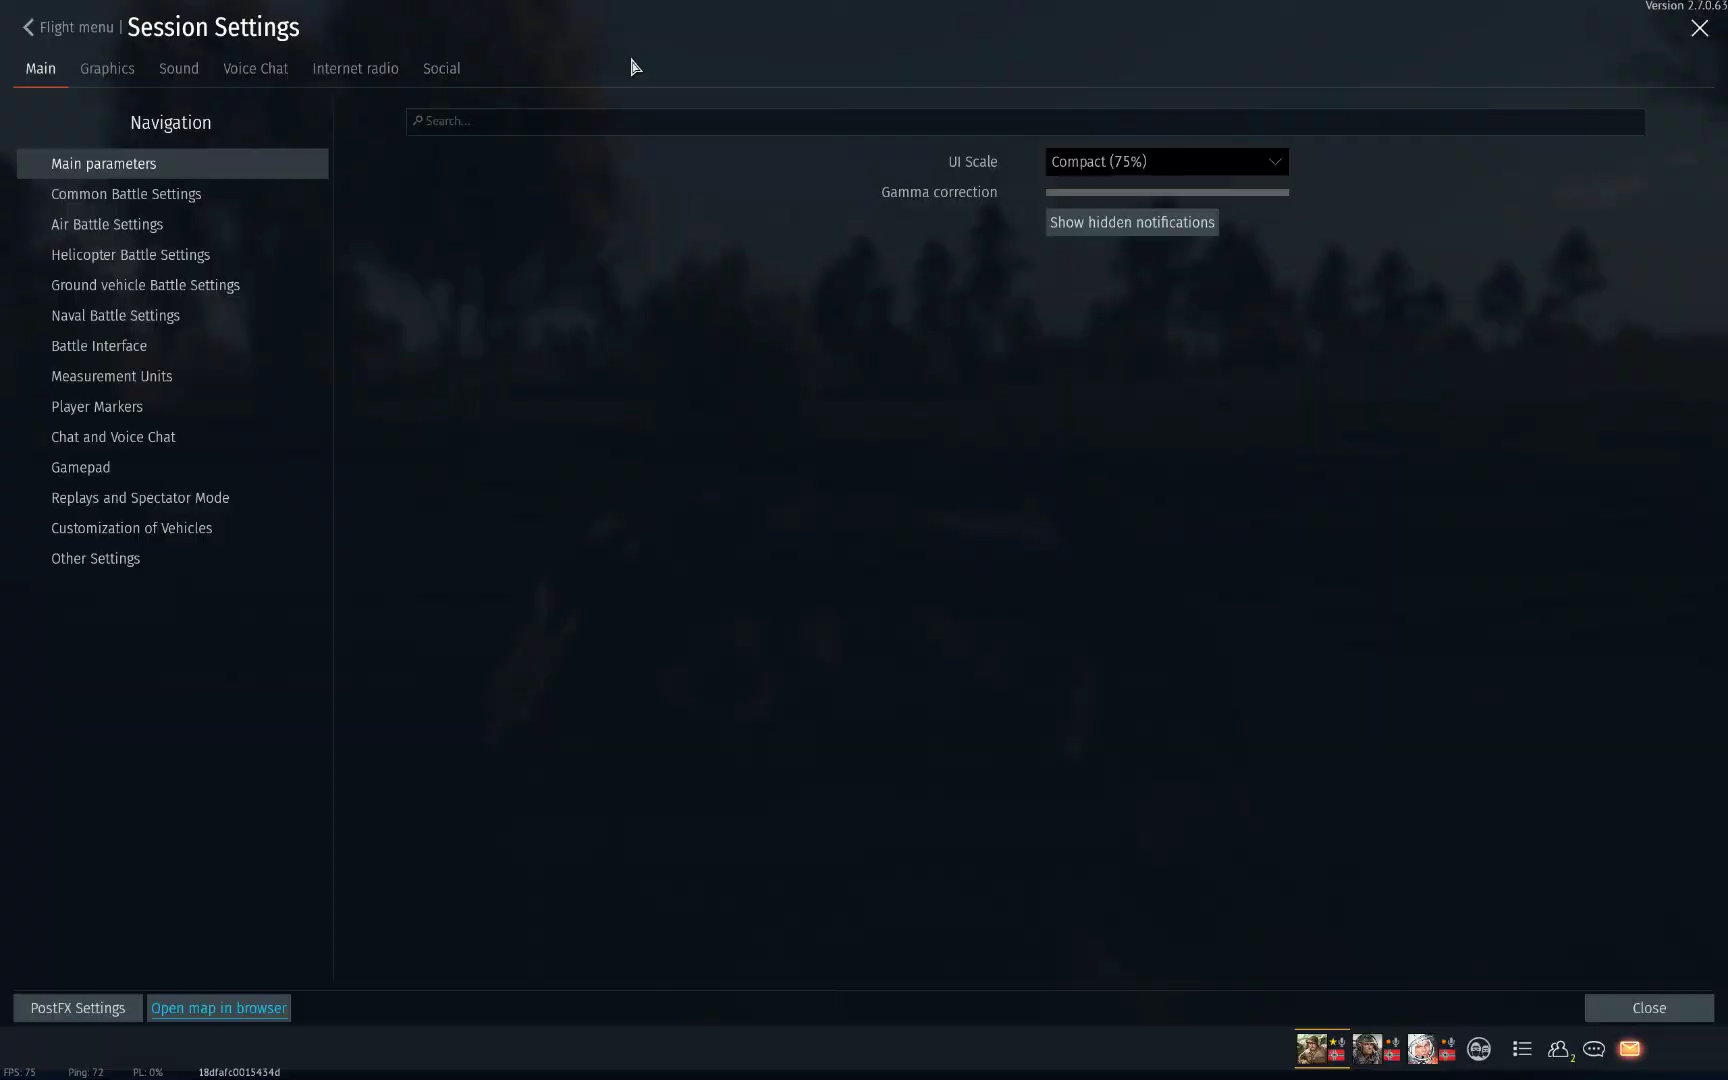 Version 2.7.0.63
Flight menu | Session Settings
Main Graphics Sound Voice Chat Internet radio Social
Navigation
Search...
Main parameters
Common Battle Settings
Air Battle Settings
Helicopter Battle Settings
Ground vehicle Battle Settings
Naval Battle Settings
Battle Interface
Measurement Units
Player Markers
Chat and Voice Chat
Gamepad
Replays and Spectator Mode
Customization of Vehicles
Other Settings
UI Scale Compact (75%)
Gamma correction
Show hidden notifications
PostFX Settings Open map in browser Close
2
FPS: 75 Ping: 72 PL: 0% 18dfafc0015434d